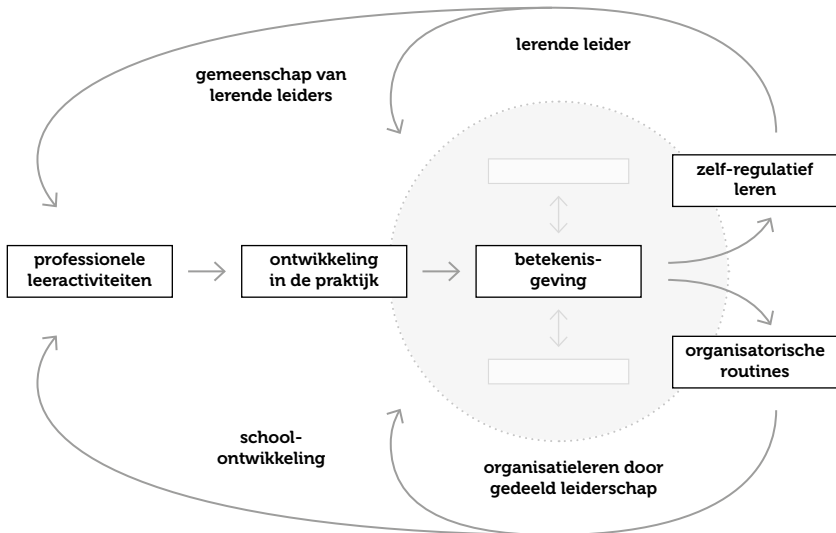 lerende leider
gemeenschap van
lerende leiders
zelf-regulatief
leren
professionele
leeractiviteiten
ontwikkeling
in de praktijk
betekenis-
geving
organisatorische
routines
school-
ontwikkeling
organisatieleren door
gedeeld leiderschap